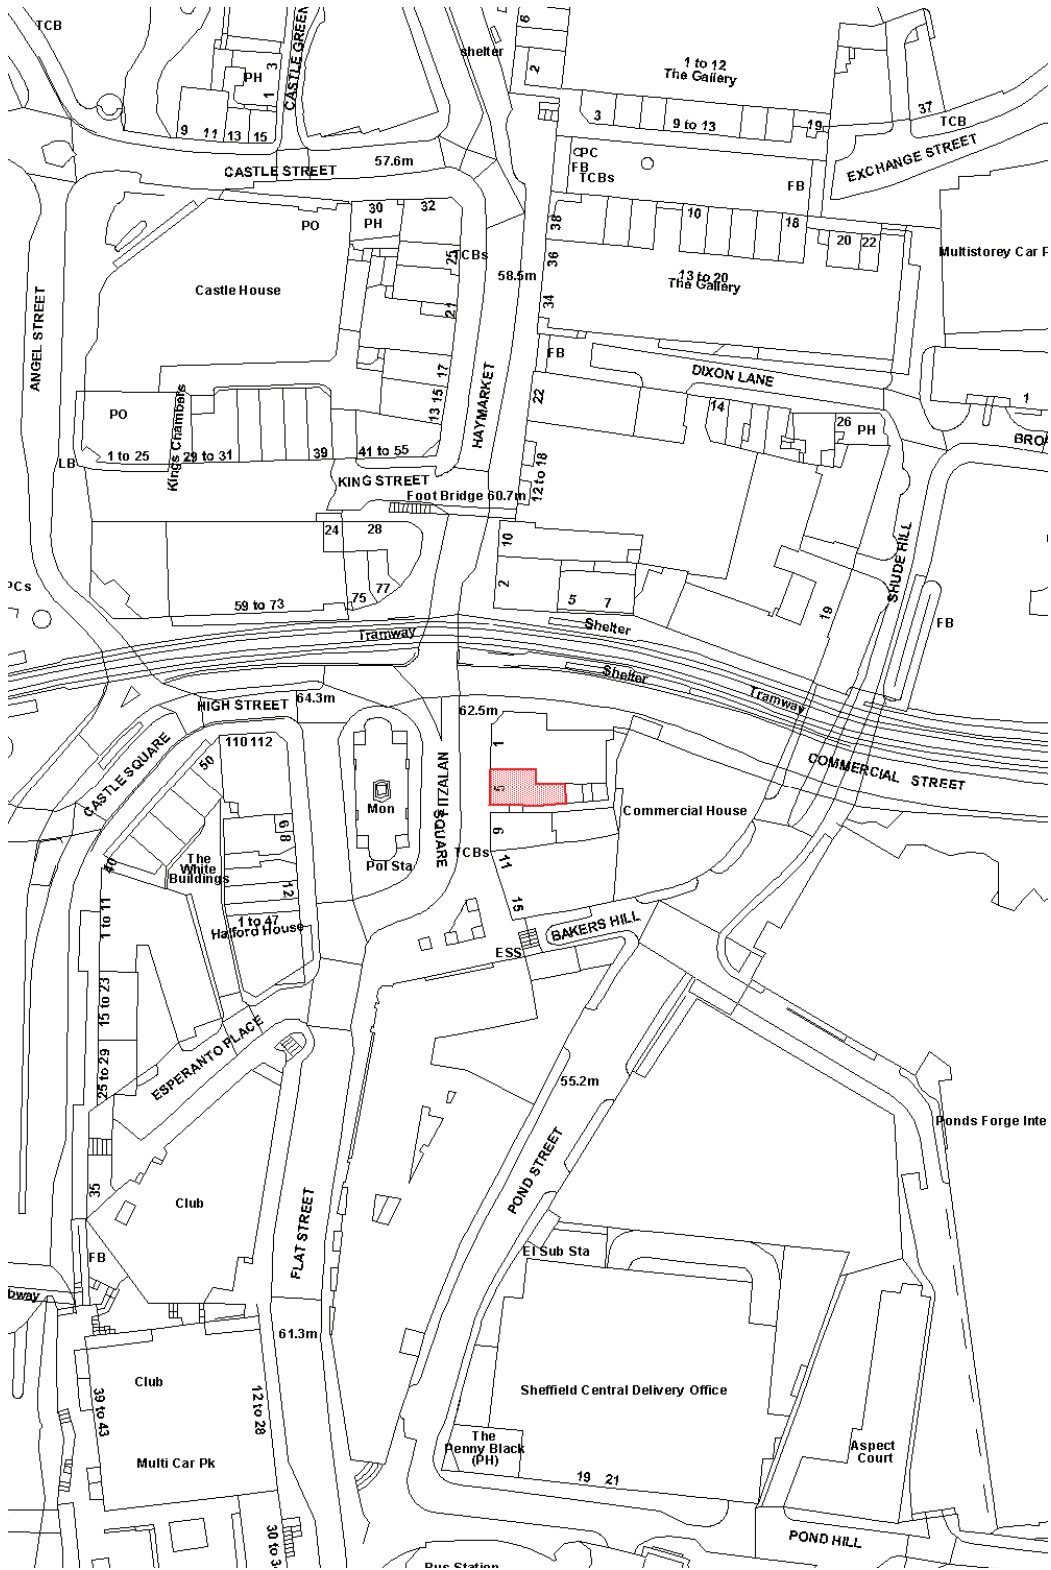 TCB
CASTLE GREEN
PH
3
1
9
11
13
15
CASTLE STREET
57.6m
shelter
2
1 to 12
The Gallery
3
9 to 13
19
37
TCB
EXCHANGE STREET
PC
FB
TCBs
FB
30
PH
32
PO
Castle House
25
TCBs
21
17
13 15
58.5m
38
36
34
10
18
20
22
13 to 20
The Gallery
Multistorey Car P
ANGEL STREET
HAYMARKET
FB
DIXON LANE
22
14
26
PH
1
BRO
PO
Kings Chambers
LB
1 to 25
29 to 31
39
41 to 55
KING STREET
Foot Bridge 60.7m
12 to 18
24
28
10
2
5
7
59 to 73
75
77
PCs
SHUDE HILL
19
FB
Shelter
Tramway
Shelter
Tramway
HIGH STREET
64.3m
62.5m
COMMERCIAL STREET
CASTLE SQUARE
110 112
50
40
Mon
Pol Sta
FITZALAN
SQUARE
1
5
9
11
15
TCBs
Commercial House
6
8
12
The
White
Buildings
1 to 47
Halford House
1 to 11
15 to 23
25 to 29
35
ESS
BAKERS HILL
ESPERANTO PLACE
55.2m
Ponds Forge Inte
POND STREET
FLAT STREET
Club
FB
bway
El Sub Sta
61.3m
Club
39 to 43
12 to 28
Multi Car Pk
Sheffield Central Delivery Office
The
Penny Black
(PH)
19
21
Aspect
Court
POND HILL
30 to 3
Bus Station